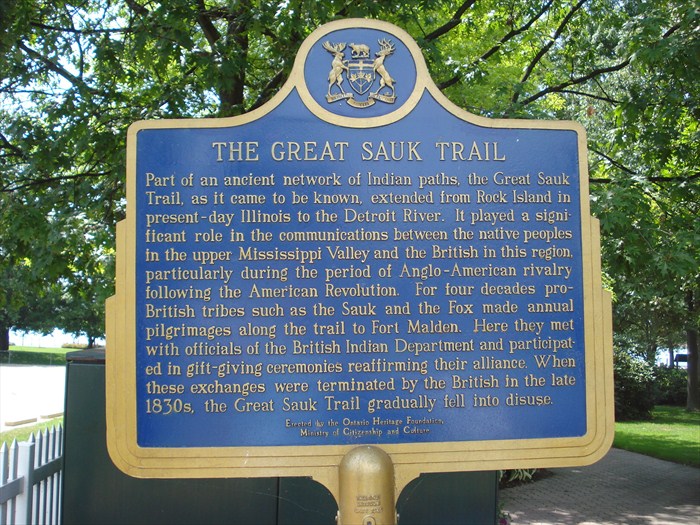 THE GREAT SAUK TRAIL
Part of an ancient network of Indian paths, the Great Sauk
Trail, as it came to be known, extended from Rock Island in
present-day Illinois to the Detroit River. It played a signi-
ficant role in the communications between the native peoples
in the upper Mississippi Valley and the British in this region,
particularly during the period of Anglo-American rivalry
following the American Revolution. For four decades pro-
British tribes such as the Sauk and the Fox made annual
pilgrimages along the trail to Fort Malden. Here they met
with officials of the British Indian Department and participat-
ed in gift-giving ceremonies reaffirming their alliance. When
these exchanges were terminated by the British in the late
1830s, the Great Sauk Trail gradually fell into disuse.
Erected by the Ontario Heritage Foundation,
Ministry of Citizenship and Culture